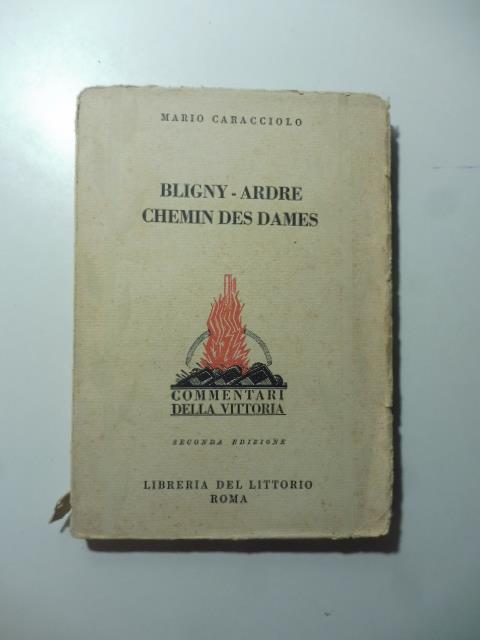 MARIO CARACCIOLO
BLIGNY - ARDRE
CHEMIN DES DAMES
COMMENTARI
DELLA VITTORIA
SECONDA EDIZIONE
LIBRERIA DEL LITTORIO
ROMA